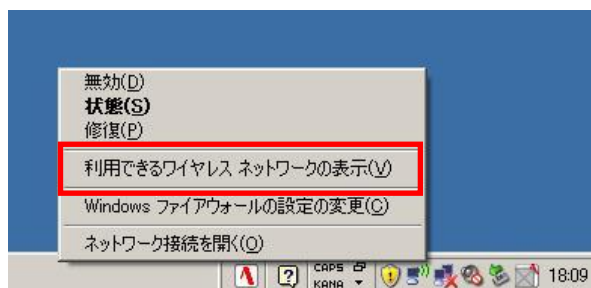 無効(D)
状態(S)
修復(P)
利用できるワイヤレス ネットワークの表示(V)
Windows ファイアウォールの設定の変更(C)
ネットワーク接続を開く(O)
A ? CAPS KANA 18:09